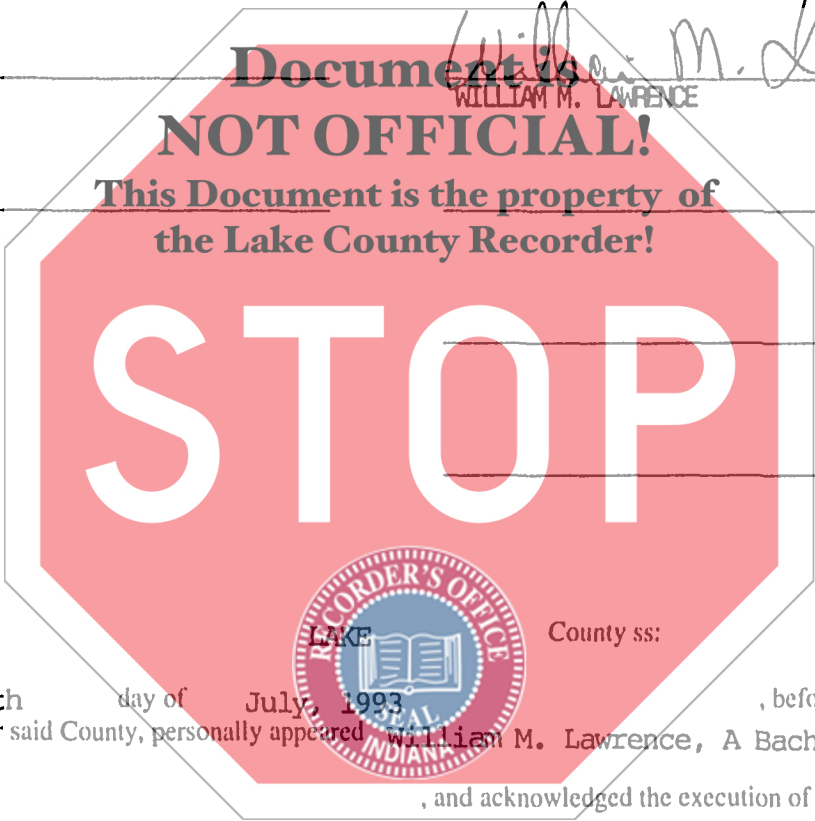 William M. L
Document is
WILLIAM M. LAWRENCE
NOT OFFICIAL!
This Document is the property of
the Lake County Recorder!
STOP
RECORDER'S OFFICE
LAKE County ss:
h day of July, 1993 , befo
SEAL
said County, personally appeared William M. Lawrence, A Bach
INDIANA
, and acknowledged the execution of